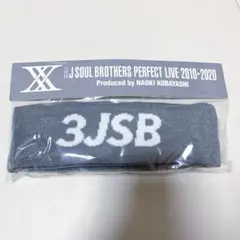 J SOUL BROTHERS PERFECT LIVE 2010-2020
Produced by NAOKI KOBAYASHI
3JSB